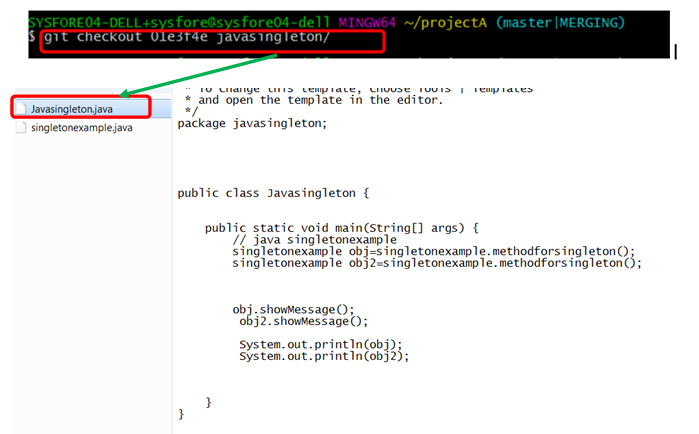 SYSFORE04-DELL+sysfore@sysfore04-dell MINGW64 ~/projectA (master|MERGING)
$ git checkout 01e3f4e javasingleton/
Javasingleton.java
singletonexample.java
* To change this template, choose Tools | Templates
* and open the template in the editor.
*/
package javasingleton;
public class Javasingleton {
public static void main(String[] args) {
// java singletonexample
singletonexample obj=singletonexample.methodforsingleton();
singletonexample obj2=singletonexample.methodforsingleton();
obj.showMessage();
obj2.showMessage();
System.out.println(obj);
System.out.println(obj2);
}
}